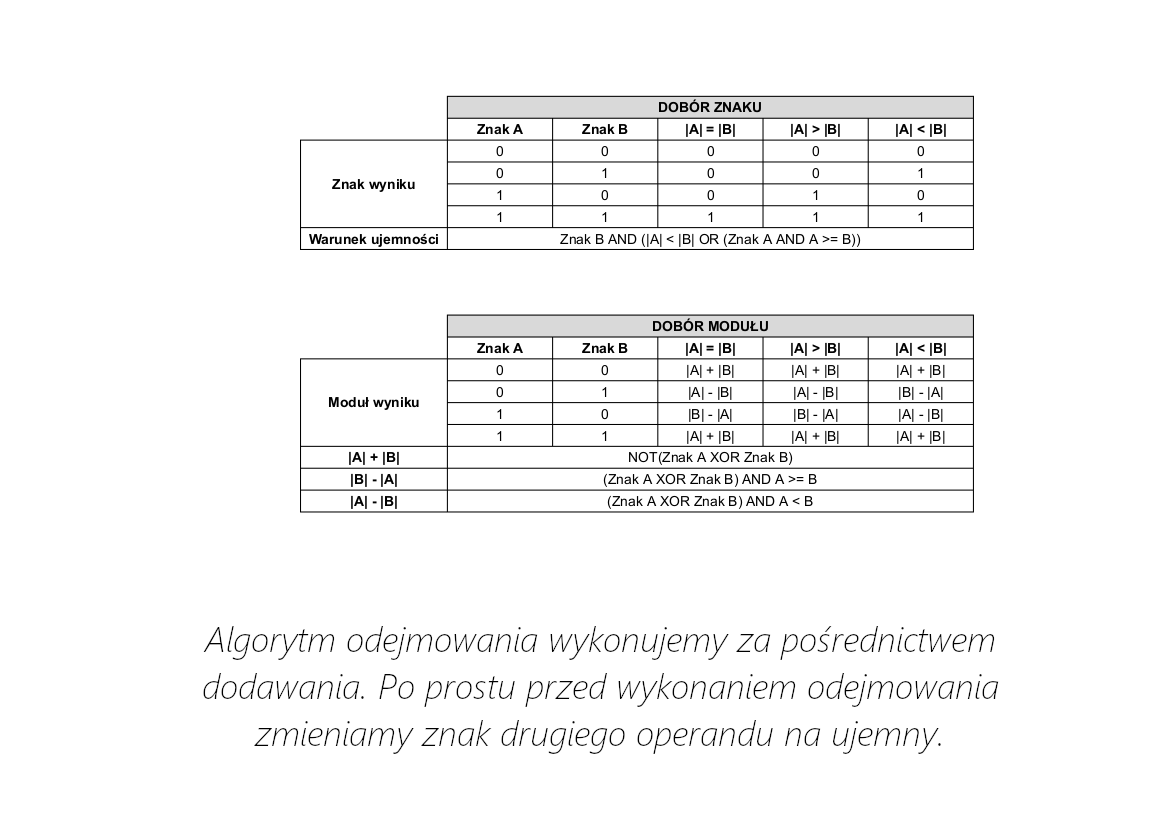 DOBÓR ZNAKU
Znak A Znak B |A| = |B| |A| > |B| |A| < |B|
Znak wyniku
0 0 0 0 0
0 1 0 0 1
1 0 0 1 0
1 1 1 1 1
Warunek ujemności Znak B AND (|A| < |B| OR (Znak A AND A >= B))
DOBÓR MODUŁU
Znak A Znak B |A| = |B| |A| > |B| |A| < |B|
Moduł wyniku
0 0 |A| + |B| |A| + |B| |A| + |B|
0 1 |A| - |B| |A| - |B| |B| - |A|
1 0 |B| - |A| |B| - |A| |A| - |B|
1 1 |A| + |B| |A| + |B| |A| + |B|
|A| + |B| NOT(Znak A XOR Znak B)
|B| - |A| (Znak A XOR Znak B) AND A >= B
|A| - |B| (Znak A XOR Znak B) AND A < B
Algorytm odejmowania wykonujemy za pośrednictwem
dodawania. Po prostu przed wykonaniem odejmowania
zmieniamy znak drugiego operandu na ujemny.